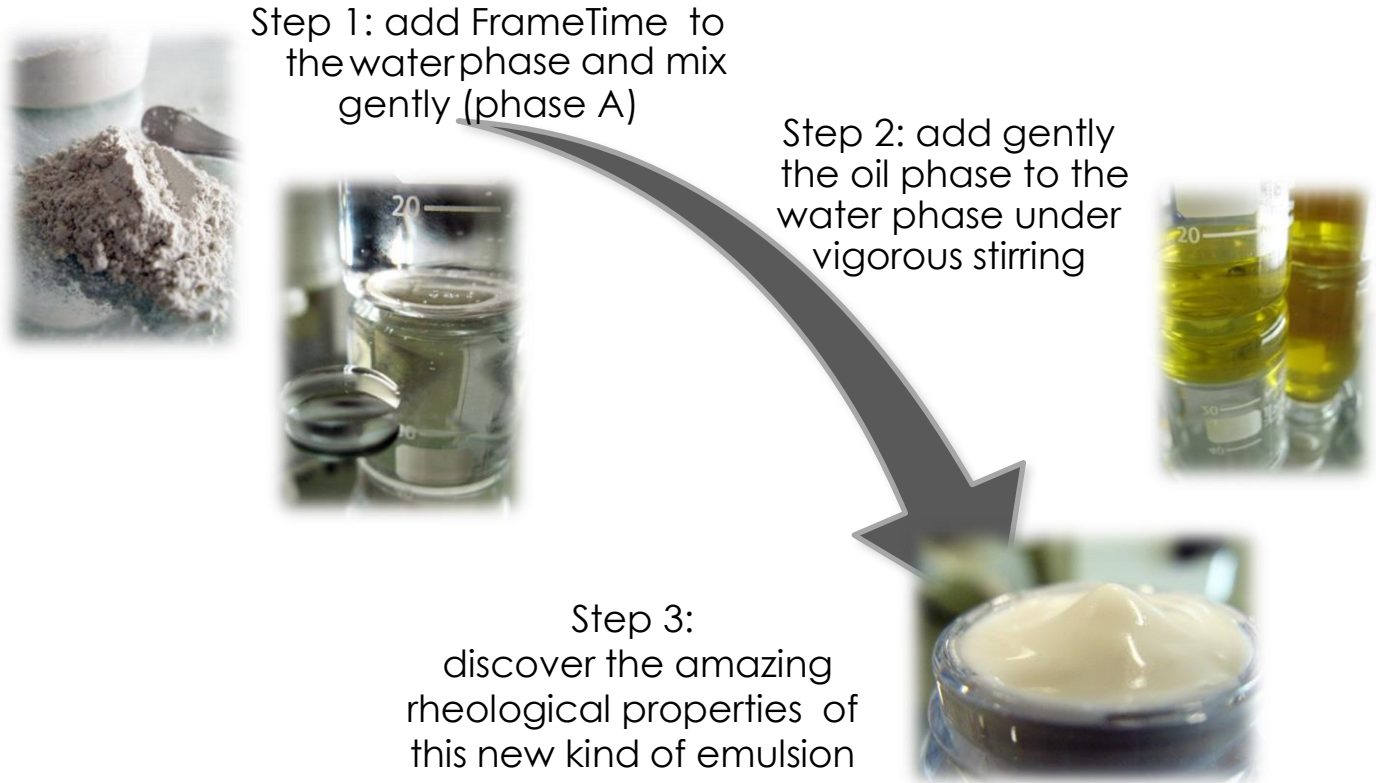 Step 1: add FrameTime to
the water phase and mix
gently (phase A)
Step 2: add gently
the oil phase to the
water phase under
vigorous stirring
20
20
Step 3:
discover the amazing
rheological properties of
this new kind of emulsion